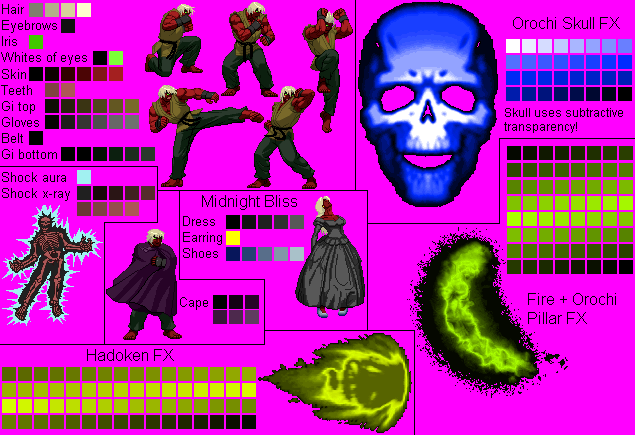 Hair
Eyebrows
Iris
Whites of eyes
Skin
Teeth
Gi top
Gloves
Belt
Gi bottom
Shock aura
Shock x-ray
Midnight Bliss
Dress
Earring
Shoes
Cape
Hadoken FX
Orochi Skull FX
Skull uses subtractive
transparency!
Fire + Orochi
Pillar FX